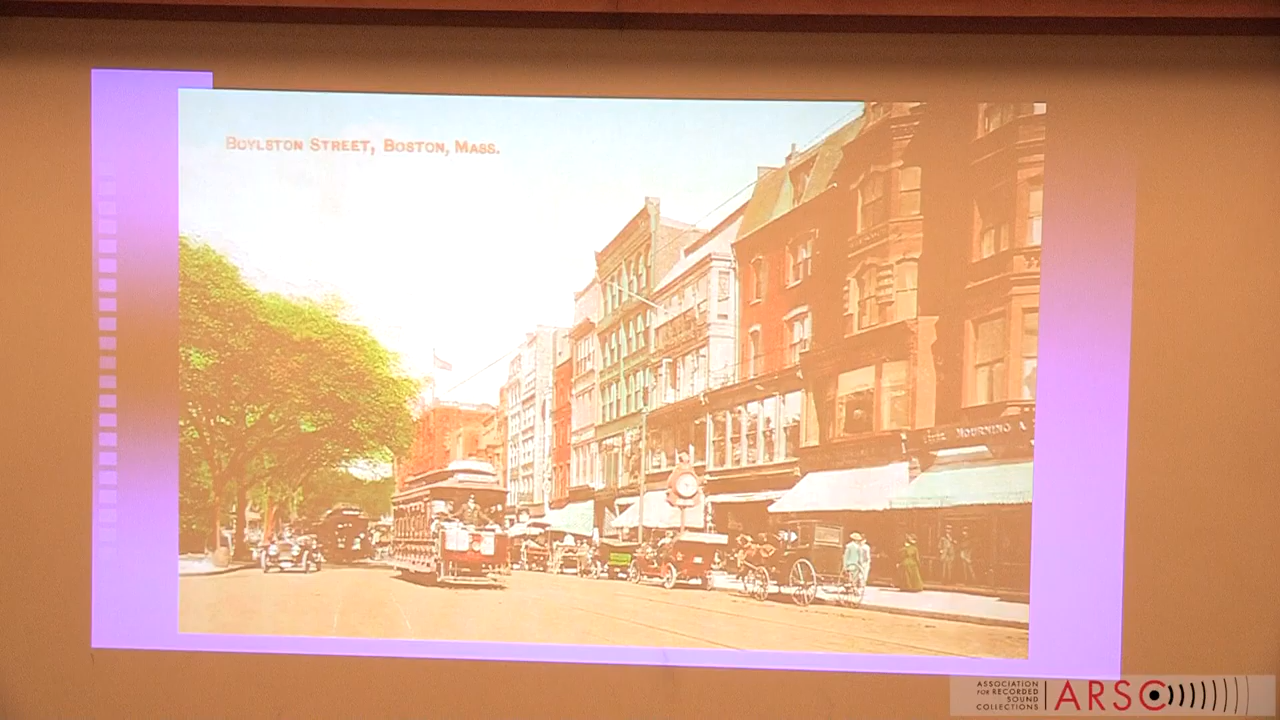 BOYLSTON STREET, BOSTON, MASS.
MOURNING
ASSOCIATION
FOR RECORDED
SOUND
COLLECTIONS
ARSC